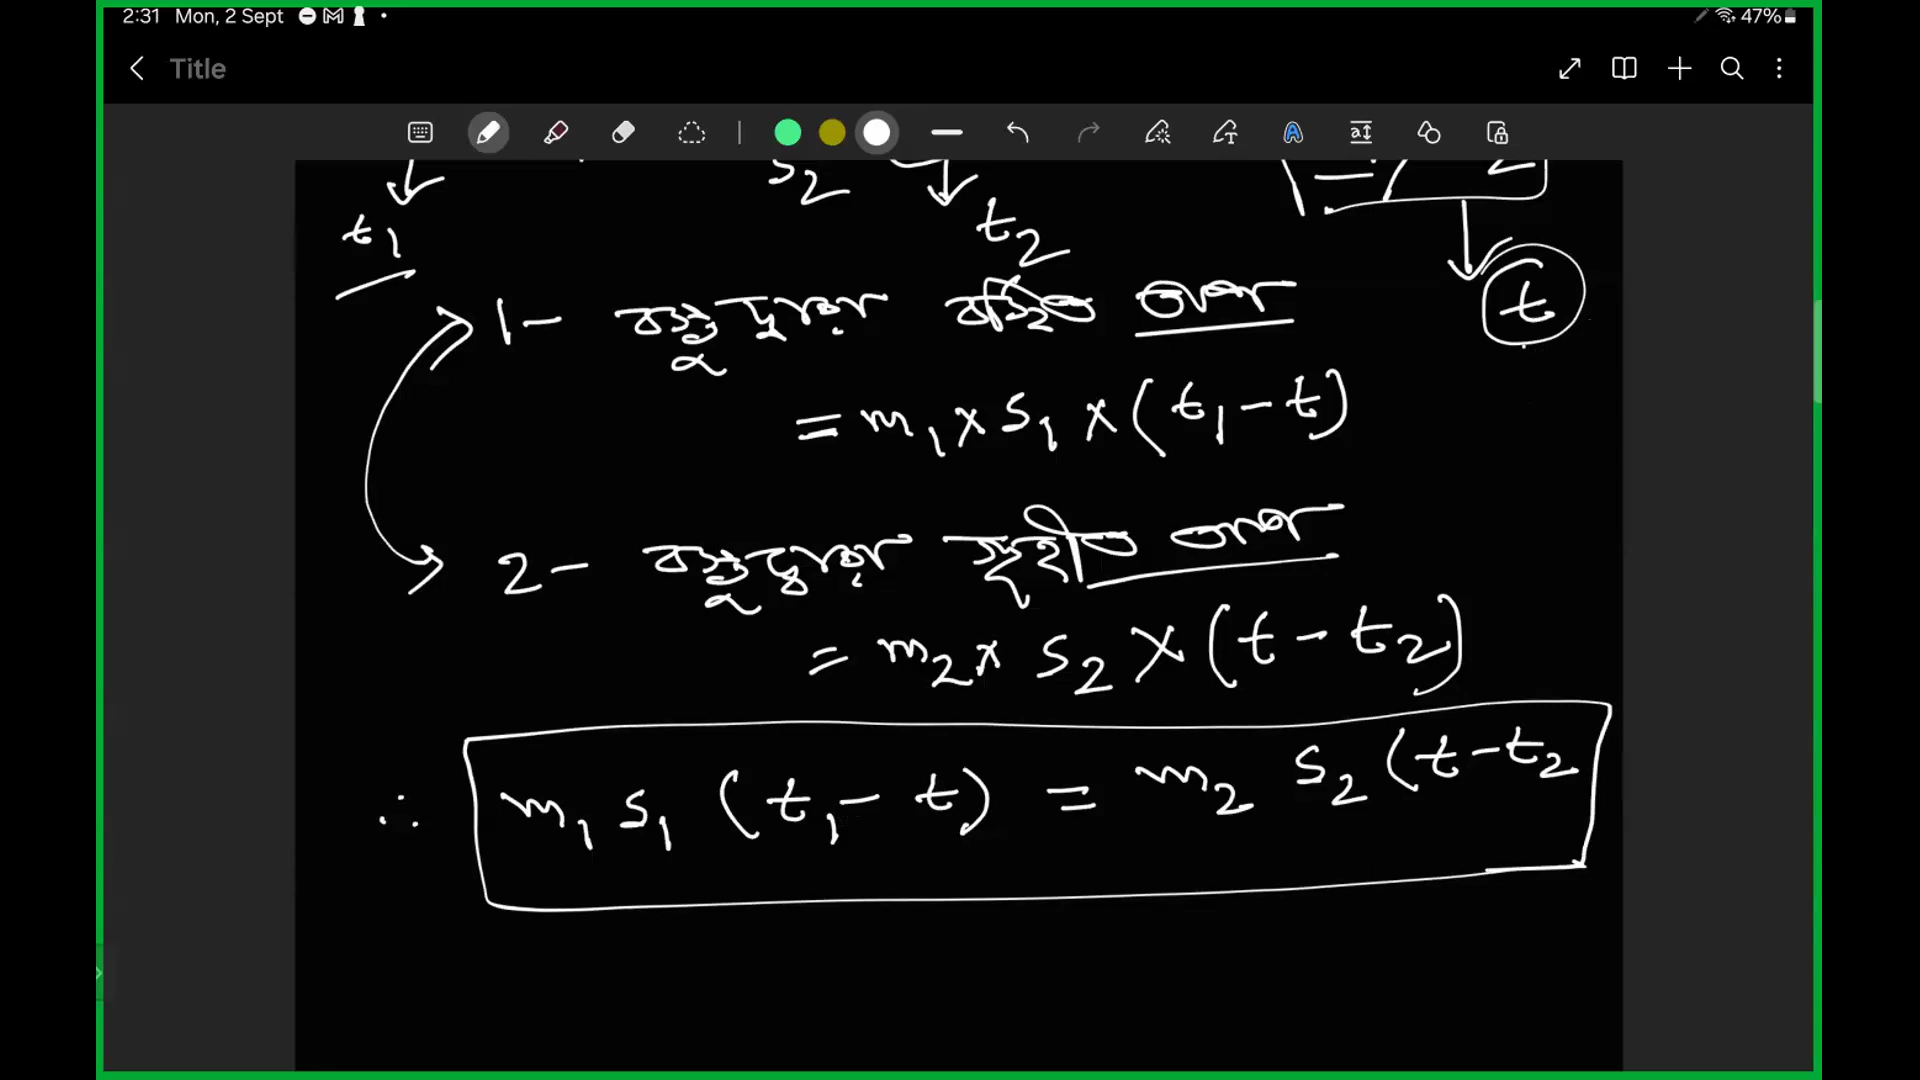 2:31 Mon, 2 Sept 47%
Title
S2
t1
t2
t
1- বস্তু দ্বারা বর্জিত তাপ
= m1 x s1 x (t1 - t)
2- বস্তু দ্বারা গৃহীত তাপ
= m2 x s2 x (t - t2)
∴ m1 s1 (t1 - t) = m2 s2 (t - t2